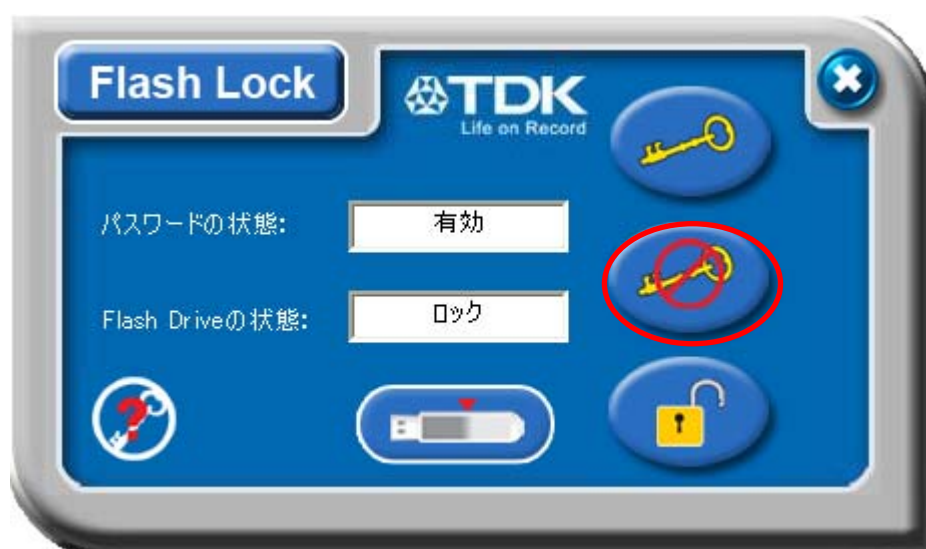 Flash Lock
TDK
Life on Record
パスワードの状態:
有効
Flash Driveの状態:
ロック
?